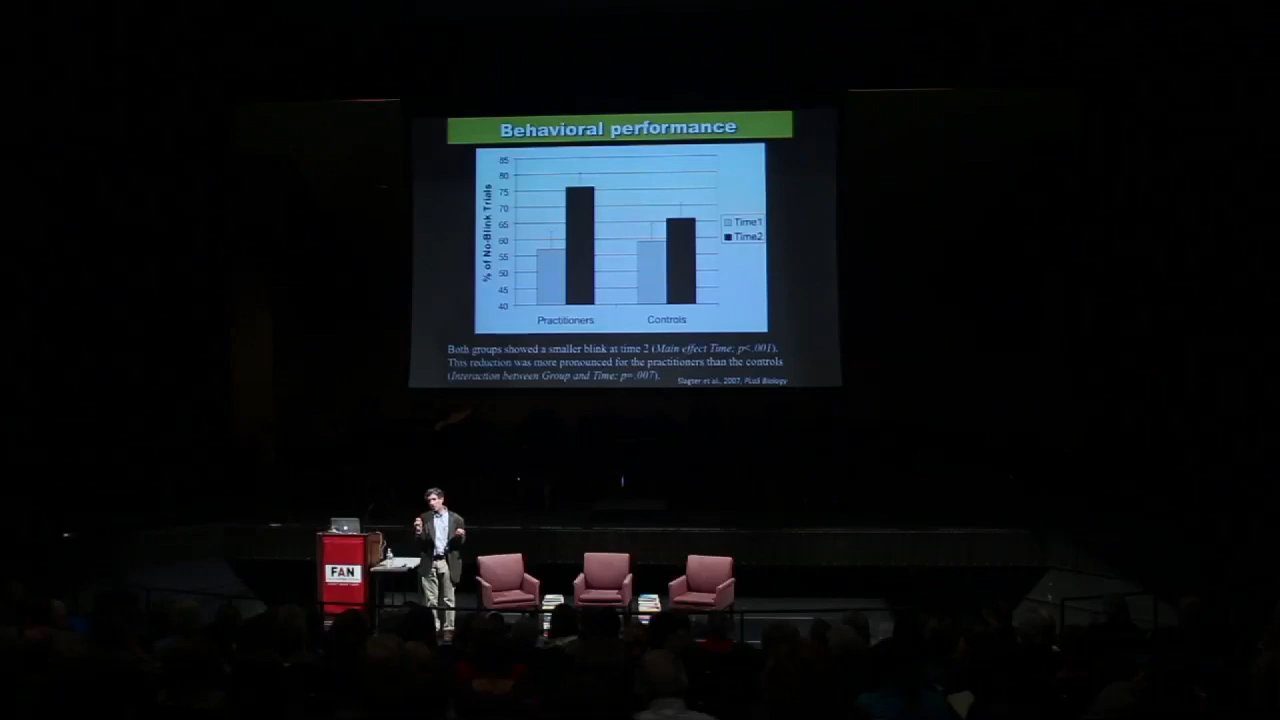 Behavioral performance
% of No-Blink Trials
85
80
75
70
65
60
55
50
45
40
Time1
Time2
Practitioners
Controls
Both groups showed a smaller blink at time 2 (Main effect Time; p<.001).
This reduction was more pronounced for the practitioners than the controls
(Interaction between Group and Time; p=.007).
Slagter et al., 2007, PLoS Biology
FAN